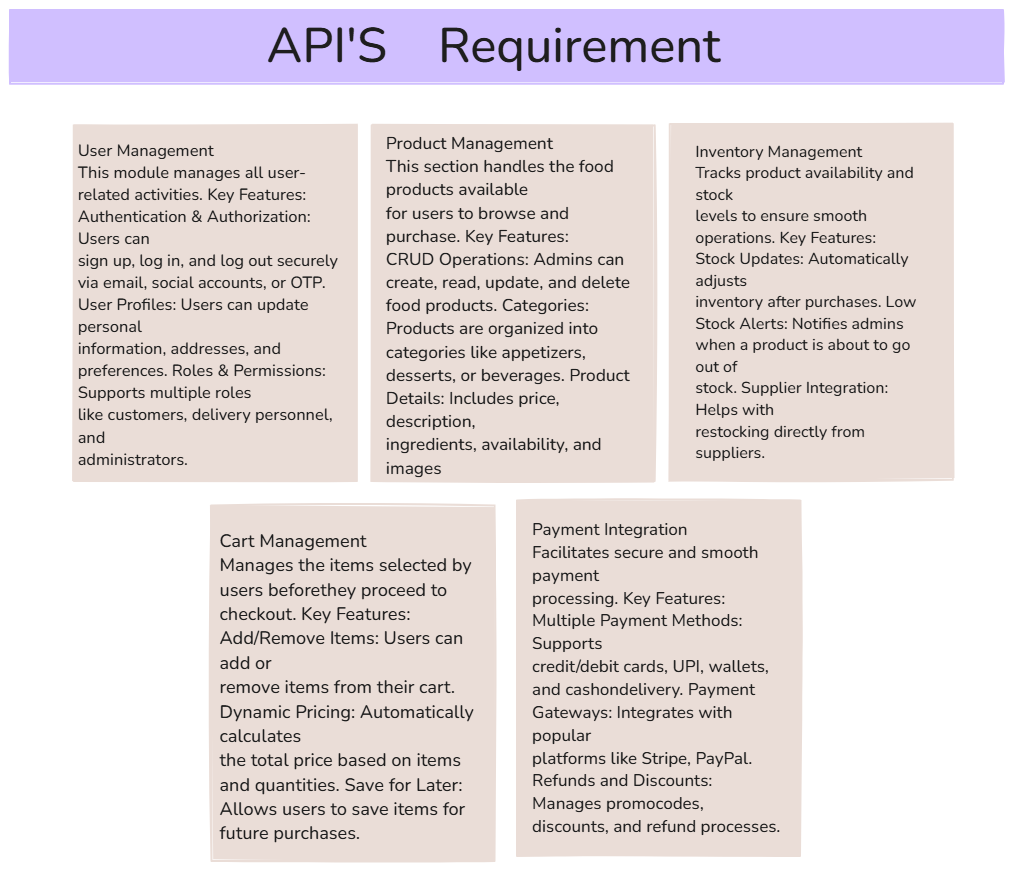 API'S Requirement
User Management
This module manages all user-
related activities. Key Features:
Authentication & Authorization:
Users can
sign up, log in, and log out securely
via email, social accounts, or OTP.
User Profiles: Users can update
personal
information, addresses, and
preferences. Roles & Permissions:
Supports multiple roles
like customers, delivery personnel,
and
administrators.
Product Management
This section handles the food
products available
for users to browse and
purchase. Key Features:
CRUD Operations: Admins can
create, read, update, and delete
food products. Categories:
Products are organized into
categories like appetizers,
desserts, or beverages. Product
Details: Includes price,
description,
ingredients, availability, and
images
Inventory Management
Tracks product availability and
stock
levels to ensure smooth
operations. Key Features:
Stock Updates: Automatically
adjusts
inventory after purchases. Low
Stock Alerts: Notifies admins
when a product is about to go
out of
stock. Supplier Integration:
Helps with
restocking directly from
suppliers.
Cart Management
Manages the items selected by
users beforethey proceed to
checkout. Key Features:
Add/Remove Items: Users can
add or
remove items from their cart.
Dynamic Pricing: Automatically
calculates
the total price based on items
and quantities. Save for Later:
Allows users to save items for
future purchases.
Payment Integration
Facilitates secure and smooth
payment
processing. Key Features:
Multiple Payment Methods:
Supports
credit/debit cards, UPI, wallets,
and cashondelivery. Payment
Gateways: Integrates with
popular
platforms like Stripe, PayPal.
Refunds and Discounts:
Manages promocodes,
discounts, and refund processes.